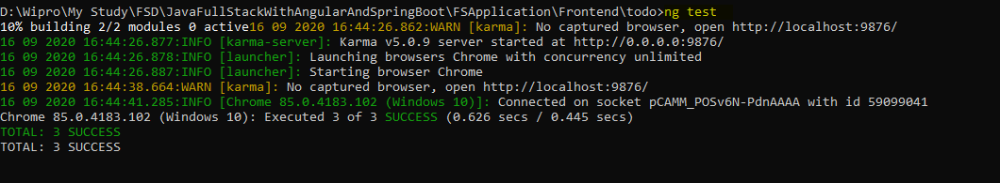 D:\Wipro\My Study\FSD\JavaFullStackWithAngularAndSpringBoot\FSApplication\Frontend\todo>ng test
10% building 2/2 modules 0 active16 09 2020 16:44:26.862:WARN [karma]: No captured browser, open http://localhost:9876/
16 09 2020 16:44:26.877:INFO [karma-server]: Karma v5.0.9 server started at http://0.0.0.0:9876/
16 09 2020 16:44:26.878:INFO [launcher]: Launching browsers Chrome with concurrency unlimited
16 09 2020 16:44:26.887:INFO [launcher]: Starting browser Chrome
16 09 2020 16:44:38.664:WARN [karma]: No captured browser, open http://localhost:9876/
16 09 2020 16:44:41.285:INFO [Chrome 85.0.4183.102 (Windows 10)]: Connected on socket pCAMM_POSv6N-PdnAAAA with id 59099041
Chrome 85.0.4183.102 (Windows 10): Executed 3 of 3 SUCCESS (0.626 secs / 0.445 secs)
TOTAL: 3 SUCCESS
TOTAL: 3 SUCCESS